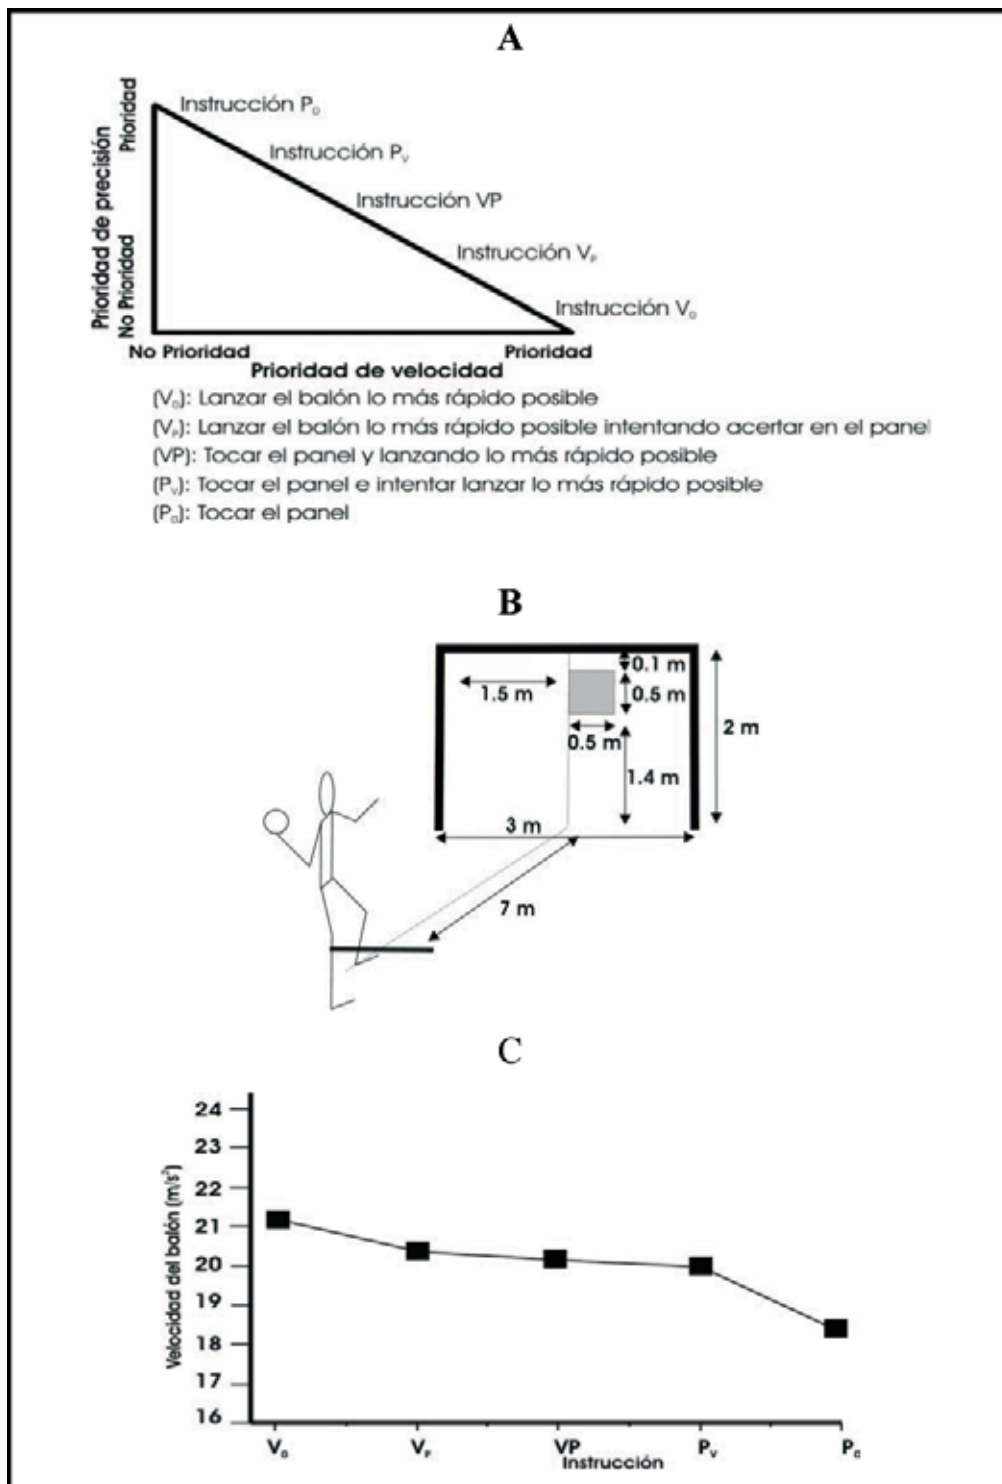 A
Prioridad de precisión
No Prioridad Prioridad
Instrucción P₀
Instrucción Pᵥ
Instrucción VP
Instrucción Vₚ
Instrucción V₀
No Prioridad Prioridad
Prioridad de velocidad
(V₀): Lanzar el balón lo más rápido posible
(Vₚ): Lanzar el balón lo más rápido posible intentando acertar en el panel
(VP): Tocar el panel y lanzando lo más rápido posible
(Pᵥ): Tocar el panel e intentar lanzar lo más rápido posible
(P₀): Tocar el panel
B
0.1 m
1.5 m
0.5 m
2 m
0.5 m
1.4 m
3 m
7 m
C
Velocidad del balón (m/s²)
24
23
22
21
20
19
18
17
16
V₀ Vₚ VP Pᵥ P₀
Instrucción